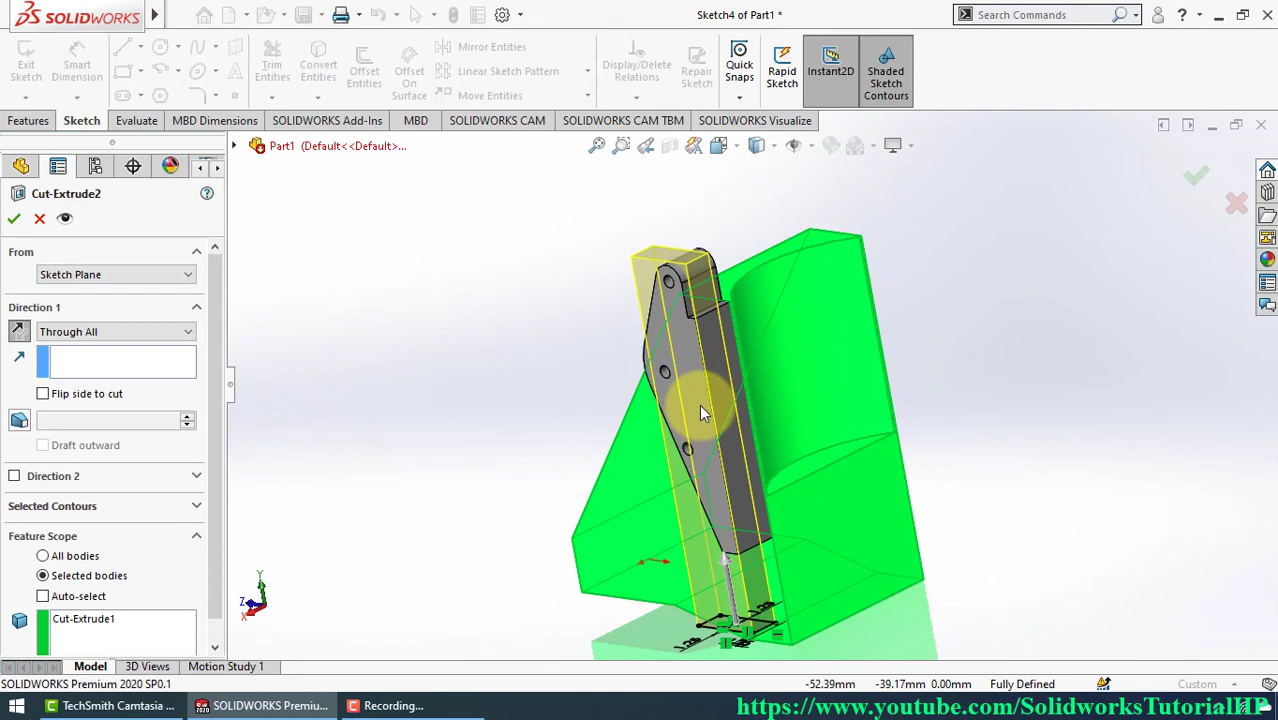 SOLIDWORKS
Sketch4 of Part1 *
Search Commands
Exit Sketch
Smart Dimension
Trim Entities
Convert Entities
Offset Entities
Offset On Surface
Mirror Entities
Linear Sketch Pattern
Move Entities
Display/Delete Relations
Repair Sketch
Quick Snaps
Rapid Sketch
Instant2D
Shaded Sketch Contours
Features
Sketch
Evaluate
MBD Dimensions
SOLIDWORKS Add-Ins
MBD
SOLIDWORKS CAM
SOLIDWORKS CAM TBM
SOLIDWORKS Visualize
Part1 (Default<<Default>...
Cut-Extrude2
From
Sketch Plane
Direction 1
Through All
Flip side to cut
Draft outward
Direction 2
Selected Contours
Feature Scope
All bodies
Selected bodies
Auto-select
Cut-Extrude1
Y
Z
X
1.25
1.25
Model
3D Views
Motion Study 1
SOLIDWORKS Premium 2020 SP0.1
-52.39mm
-39.17mm 0.00mm
Fully Defined
Custom
TechSmith Camtasia ...
SOLIDWORKS Premiu...
Recording...
https://www.youtube.com/SolidworksTutorialHP